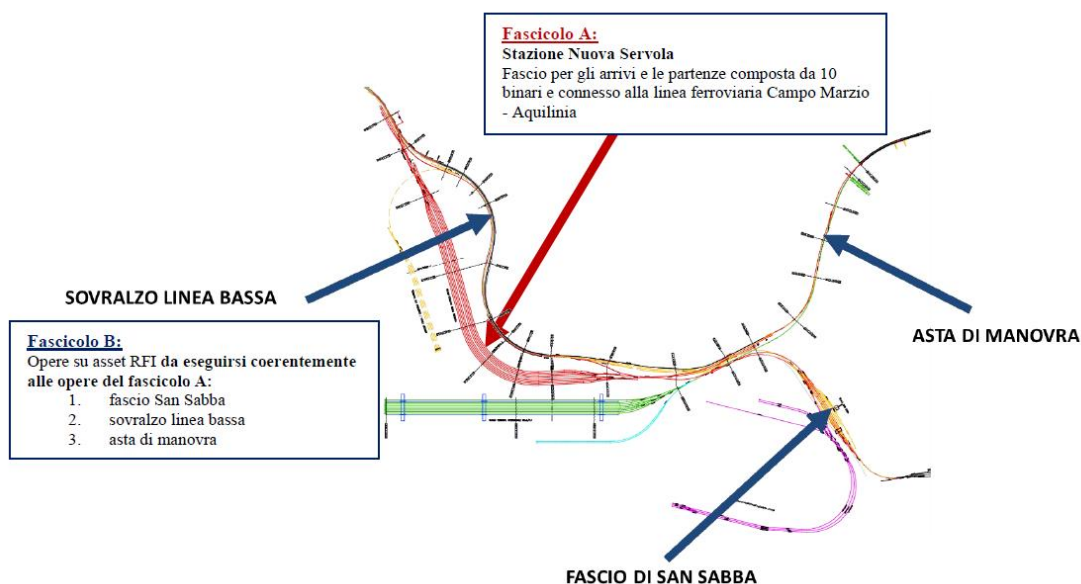 Fascicolo A:
Stazione Nuova Servola
Fascio per gli arrivi e le partenze composta da 10
binari e connesso alla linea ferroviaria Campo Marzio
- Aquilinia
SOVRALZO LINEA BASSA
ASTA DI MANOVRA
Fascicolo B:
Opere su asset RFI da eseguirsi coerentemente
alle opere del fascicolo A:
1. fascio San Sabba
2. sovralzo linea bassa
3. asta di manovra
FASCIO DI SAN SABBA